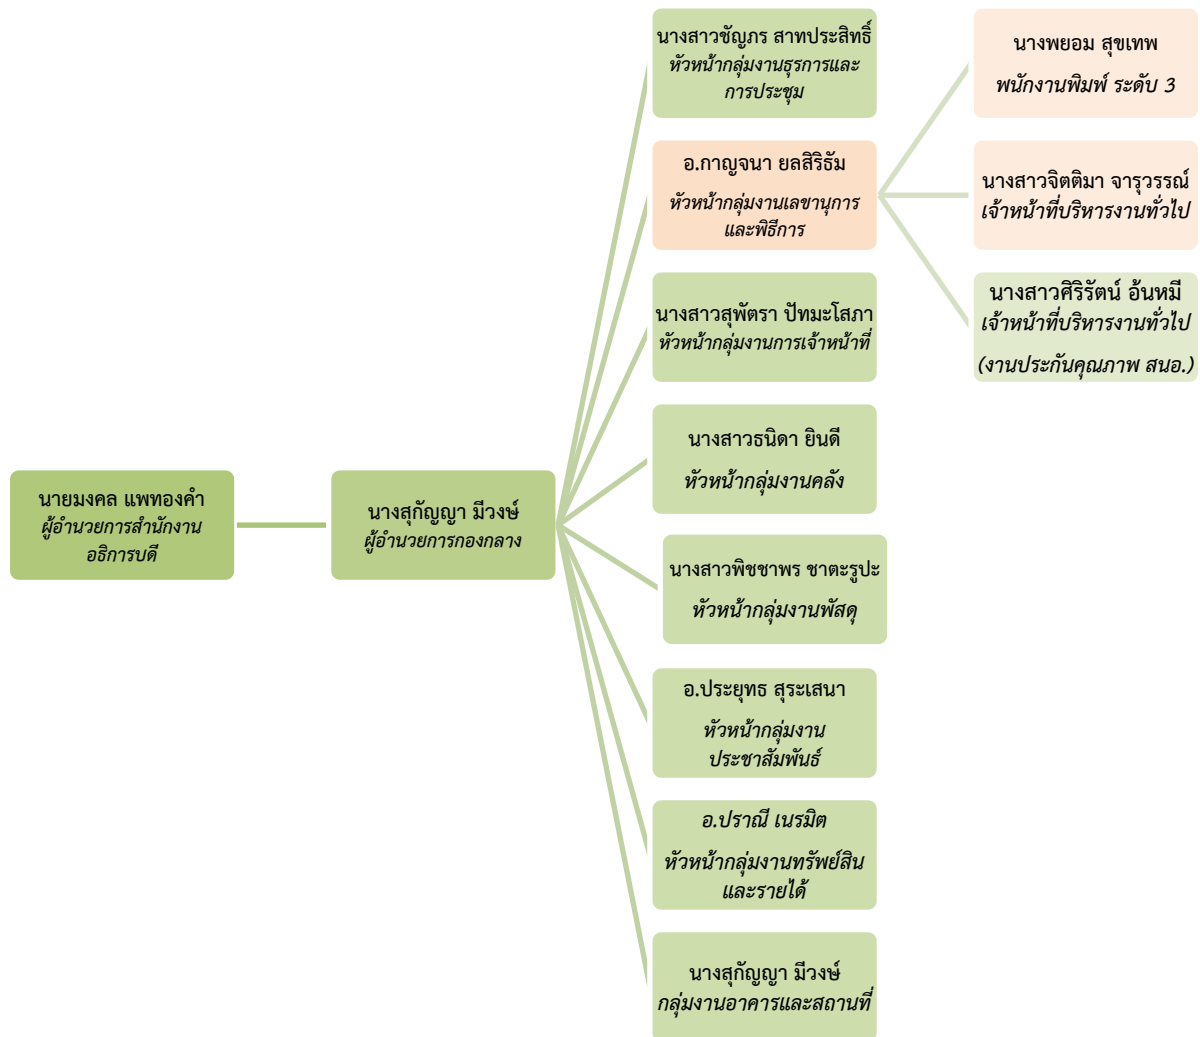 นายมงคล แพทองคำ
ผู้อำนวยการสำนักงาน
อธิการบดี
นางสุกัญญา มีวงษ์
ผู้อำนวยการกองกลาง
นางสาวชัญภร สาทประสิทธิ์
หัวหน้ากลุ่มงานธุรการและ
การประชุม
อ.กาญจนา ยลสิริธัม
หัวหน้ากลุ่มงานเลขานุการ
และพิธีการ
นางพยอม สุขเทพ
พนักงานพิมพ์ ระดับ 3
นางสาวจิตติมา จารุวรรณ์
เจ้าหน้าที่บริหารงานทั่วไป
นางสาวศิริรัตน์ อ้นหมี
เจ้าหน้าที่บริหารงานทั่วไป
(งานประกันคุณภาพ สนอ.)
นางสาวสุพัตรา ปัทมะโสภา
หัวหน้ากลุ่มงานการเจ้าหน้าที่
นางสาวธนิดา ยินดี
หัวหน้ากลุ่มงานคลัง
นางสาวพิชชาพร ชาตะรูปะ
หัวหน้ากลุ่มงานพัสดุ
อ.ประยุทธ สุระเสนา
หัวหน้ากลุ่มงาน
ประชาสัมพันธ์
อ.ปราณี เนรมิต
หัวหน้ากลุ่มงานทรัพย์สิน
และรายได้
นางสุกัญญา มีวงษ์
กลุ่มงานอาคารและสถานที่